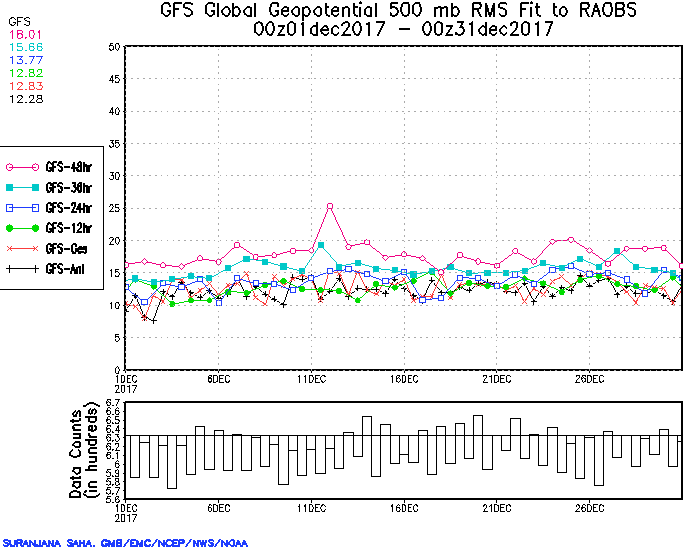 GFS Global Geopotential 500 mb RMS Fit to RAOBS
00z01dec2017 - 00z31dec2017
GFS
18.01
15.66
13.77
12.82
12.83
12.28
GFS-48hr
GFS-36hr
GFS-24hr
GFS-12hr
GFS-Ges
GFS-Anl
50
45
40
35
30
25
20
15
10
5
0
1DEC 6DEC 11DEC 16DEC 21DEC 26DEC
2017
Data Counts
(in hundreds)
6.7
6.6
6.5
6.4
6.3
6.2
6.1
6
5.9
5.8
5.7
5.6
1DEC 6DEC 11DEC 16DEC 21DEC 26DEC
2017
SURANJANA SAHA, GMB/EMC/NCEP/NWS/NOAA